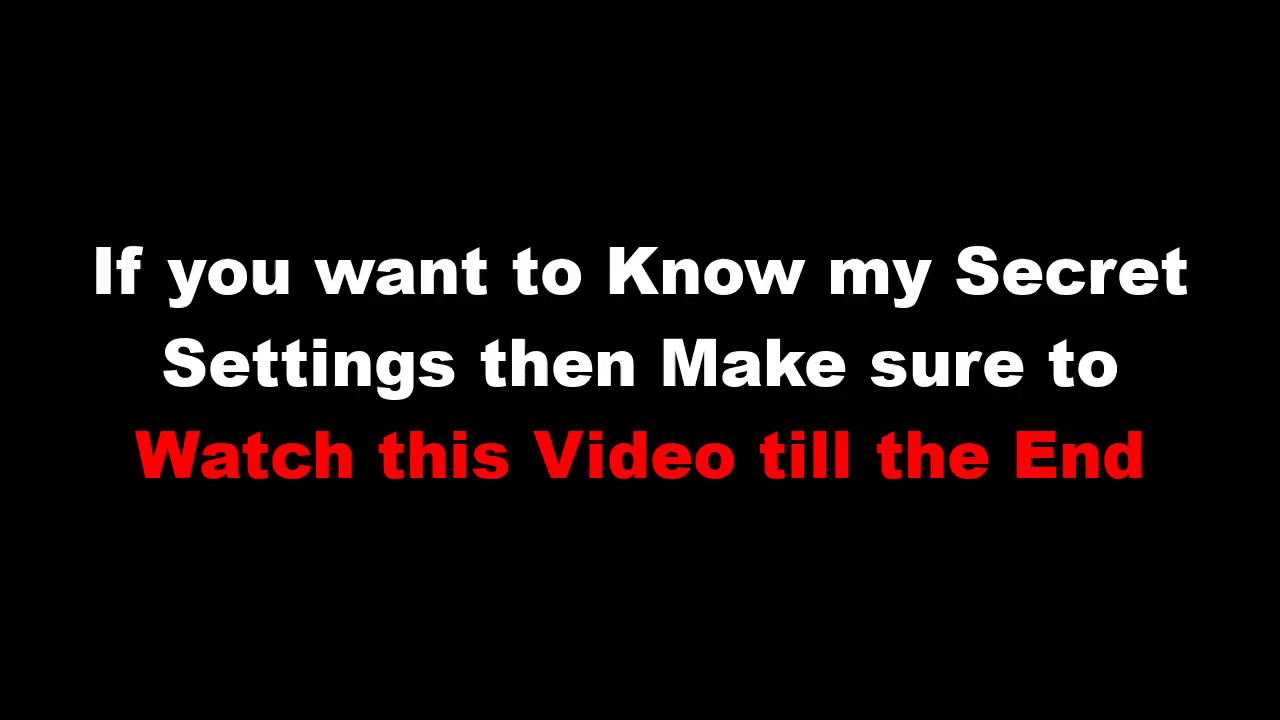 If you want to Know my Secret
Settings then Make sure to
Watch this Video till the End